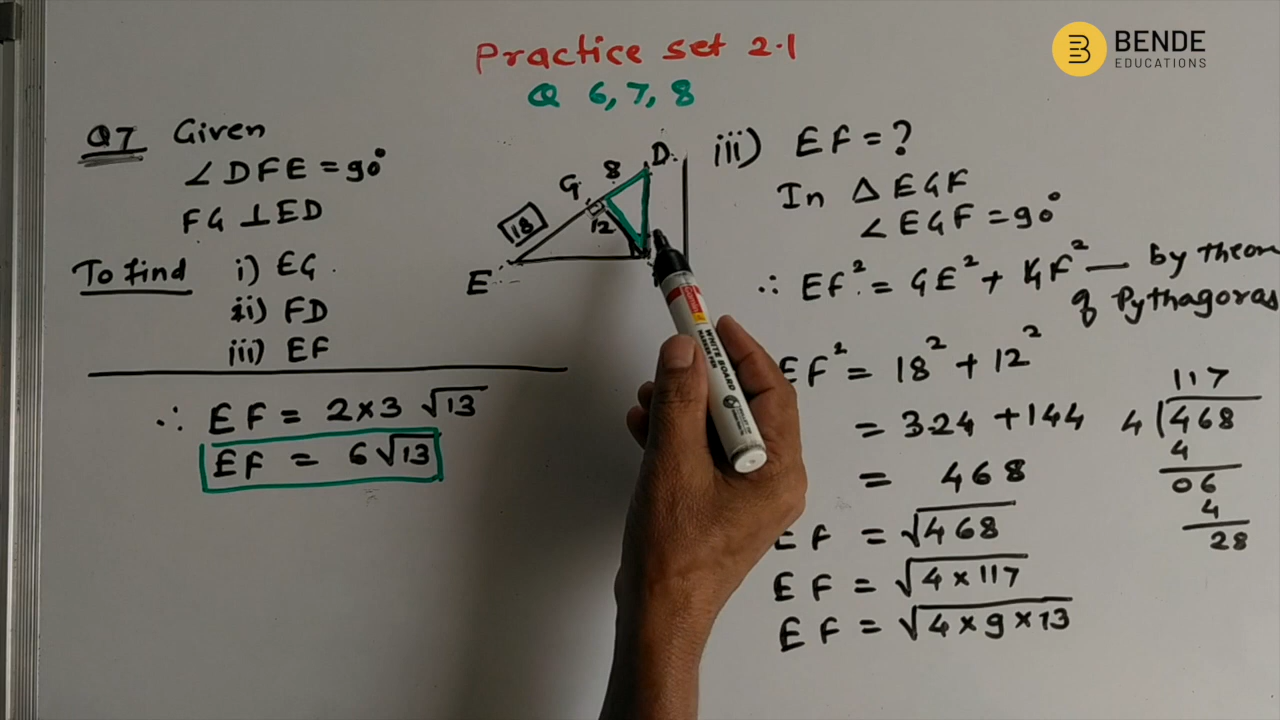 BENDE
EDUCATIONS
Practice set 2.1
Q 6, 7, 8
Q7 Given
∠DFE = 90°
FG ⊥ ED
To find i) EG
ii) FD
iii) EF
∴ EF = 2×3 √13
EF = 6√13
D
8
G
18
12
E
iii) EF = ?
In △ EGF
∠EGF = 90°
∴ EF² = GE² + GF² — by theorem
of Pythagoras
EF² = 18² + 12²
= 324 + 144
= 468
EF = √468
EF = √4 × 117
EF = √4 × 9 × 13
117
4 468
4
06
4
28